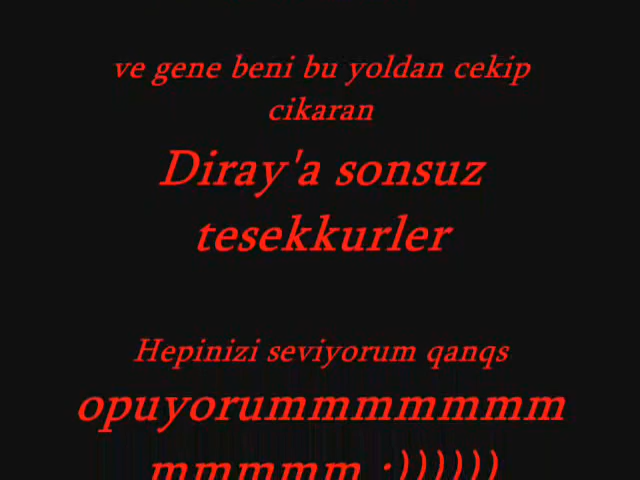 ve gene beni bu yoldan cekip
cikaran
Diray'a sonsuz
tesekkurler
Hepinizi seviyorum qanqs
opuyorummmmmmm
mmmmm :))))))